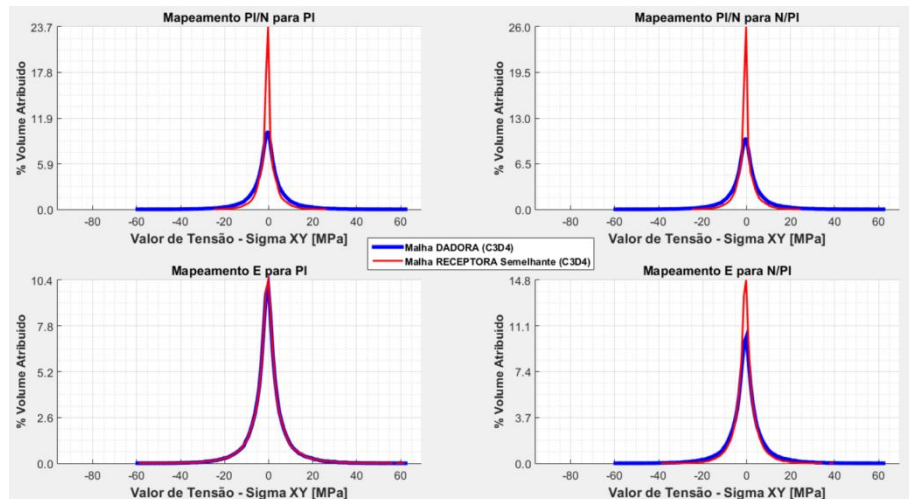 Mapeamento PI/N para PI
23.7
17.8
11.9
5.9
0.0
% Volume Atribuido
-80 -60 -40 -20 0 20 40 60
Valor de Tensão - Sigma XY [MPa]
Mapeamento PI/N para N/PI
26.0
19.5
13.0
6.5
0.0
% Volume Atribuido
-80 -60 -40 -20 0 20 40 60
Valor de Tensão - Sigma XY [MPa]
Malha DADORA (C3D4)
Malha RECEPTORA Semelhante (C3D4)
Mapeamento E para PI
10.4
7.8
5.2
2.6
0.0
% Volume Atribuido
-80 -60 -40 -20 0 20 40 60
Valor de Tensão - Sigma XY [MPa]
Mapeamento E para N/PI
14.8
11.1
7.4
3.7
0.0
% Volume Atribuido
-80 -60 -40 -20 0 20 40 60
Valor de Tensão - Sigma XY [MPa]